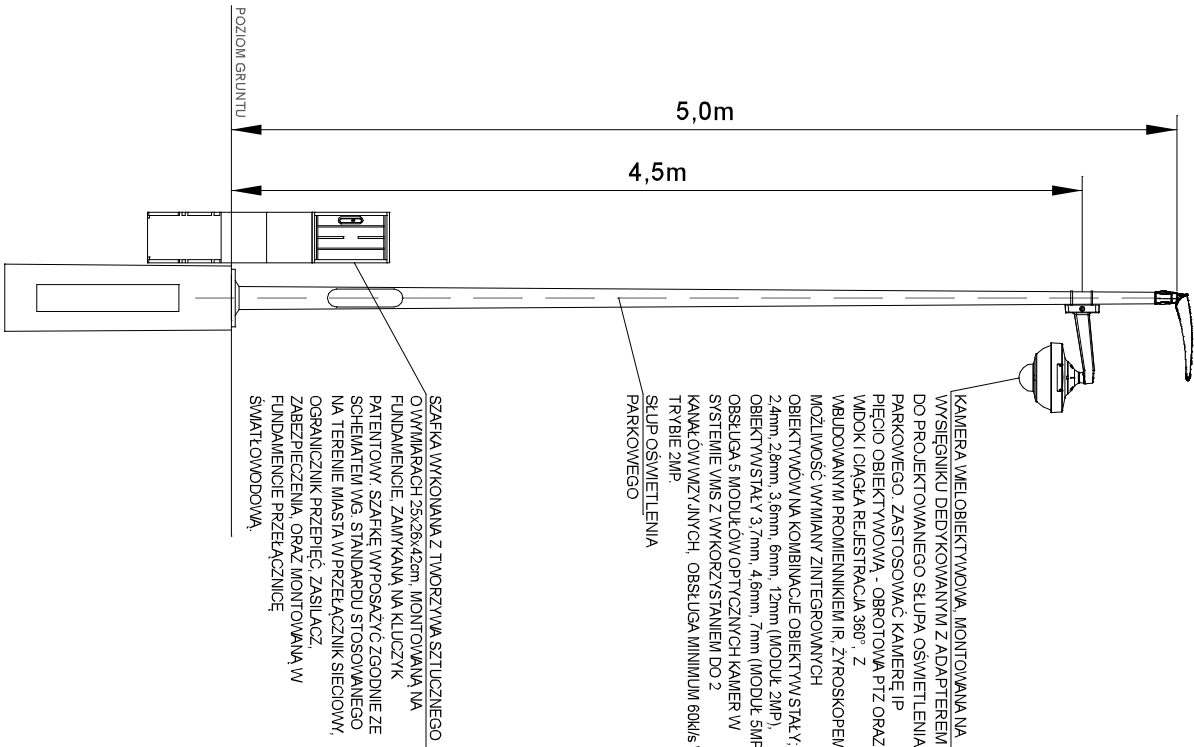 POZIOM GRUNTU
5,0m
4,5m
KAMERA WIELOBIEKTYWOWA, MONTOWANA NA
WYSIĘGNIKU DEDYKOWANYM Z ADAPTEREM
DO PROJEKTOWANEGO SŁUPA OŚWIETLENIA
PARKOWEGO. ZASTOSOWAĆ KAMERĘ IP
PIĘCIO OBIEKTYWOWĄ - OBROTOWA PTZ ORAZ
WIDOK I CIĄGŁA REJESTRACJA 360°, Z
WBUDOWANYM PROMIENNIKIEM IR, ŻYROSKOPEM
MOŻLIWOŚĆ WYMIANY ZINTEGROWNYCH
OBIEKTYWÓW NA KOMBINACJE OBIEKTYW STAŁY;
2,4mm, 2,8mm, 3,6mm, 6mm, 12mm (MODUŁ 2MP),
OBIEKTYW STAŁY 3,7mm, 4,6mm, 7mm (MODUŁ 5MP
OBSŁUGA 5 MODUŁÓW OPTYCZNYCH KAMER W
SYSTEMIE VMS Z WYKORZYSTANIEM DO 2
KANAŁÓW WIZYJNYCH, OBSŁUGA MINIMUM 60kl/s
TRYBIE 2MP.
SŁUP OŚWIETLENIA
PARKOWEGO
SZAFKA WYKONANA Z TWORZYWA SZTUCZNEGO
O WYMIARACH 25x26x42cm, MONTOWANĄ NA
FUNDAMENCIE, ZAMYKANĄ NA KLUCZYK
PATENTOWY. SZAFKĘ WYPOSAŻYĆ ZGODNIE ZE
SCHEMATEM WG. STANDARDU STOSOWANEGO
NA TERENIE MIASTA W PRZEŁĄCZNIK SIECIOWY,
OGRANICZNIK PRZEPIĘĆ, ZASILACZ,
ZABEZPIECZENIA, ORAZ MONTOWANĄ W
FUNDAMENCIE PRZEŁĄCZNICĘ
ŚWIATŁOWODOWĄ.